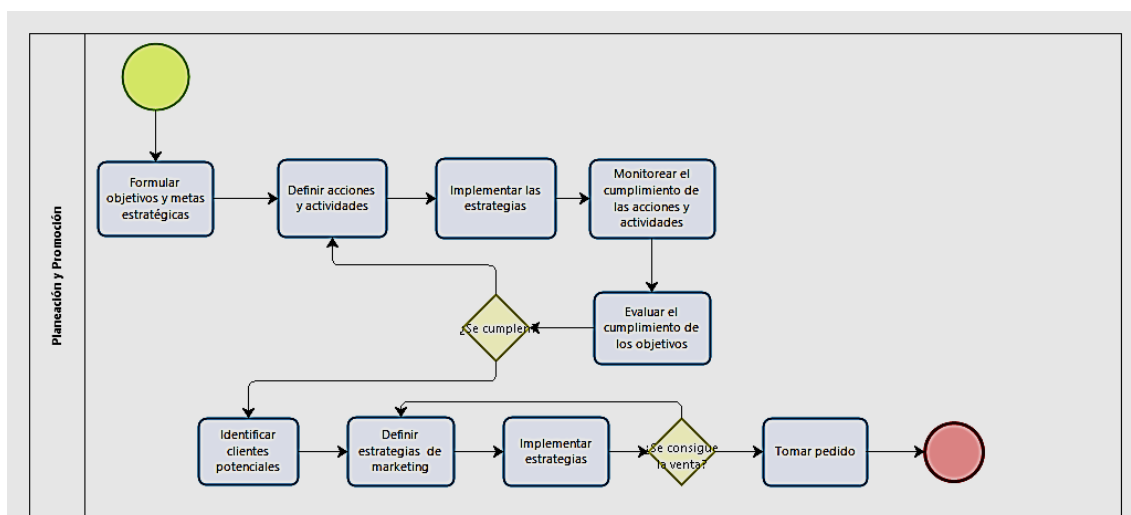 Planeación y Promoción
Formular
objetivos y metas
estratégicas
Definir acciones
y actividades
Implementar las
estrategias
Monitorear el
cumplimiento de
las acciones y
actividades
Evaluar el
cumplimiento de
los objetivos
¿Se cumplen
Identificar
clientes
potenciales
Definir
estrategias de
marketing
Implementar
estrategias
¿Se consigue
la venta?
Tomar pedido